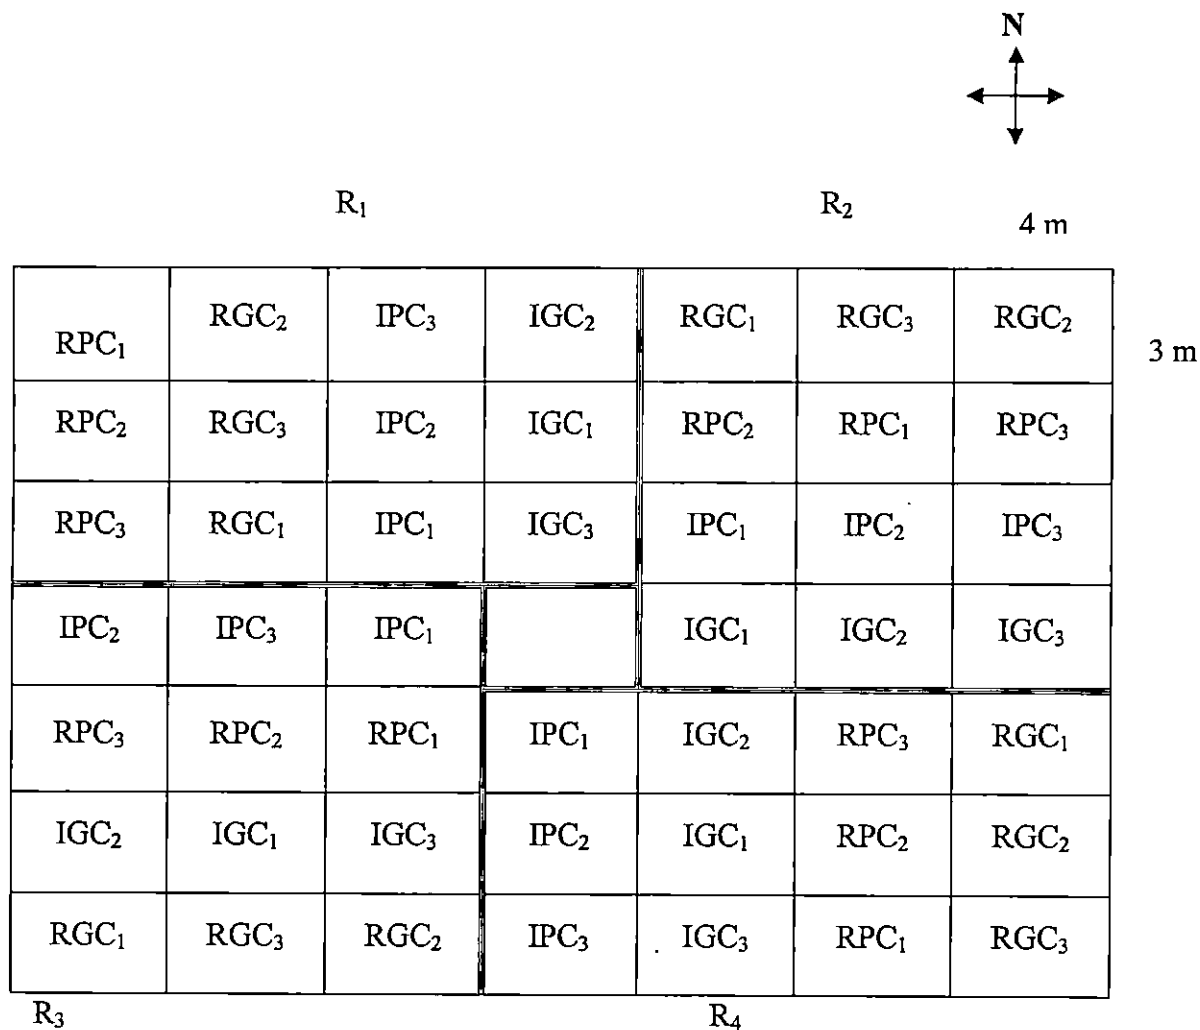 N
R₁ R₂
4 m
RPC₁ RGC₂ IPC₃ IGC₂ RGC₁ RGC₃ RGC₂
3 m
RPC₂ RGC₃ IPC₂ IGC₁ RPC₂ RPC₁ RPC₃
RPC₃ RGC₁ IPC₁ IGC₃ IPC₁ IPC₂ IPC₃
IPC₂ IPC₃ IPC₁ IGC₁ IGC₂ IGC₃
RPC₃ RPC₂ RPC₁ IPC₁ IGC₂ RPC₃ RGC₁
IGC₂ IGC₁ IGC₃ IPC₂ IGC₁ RPC₂ RGC₂
RGC₁ RGC₃ RGC₂ IPC₃ IGC₃ RPC₁ RGC₃
R₃ R₄